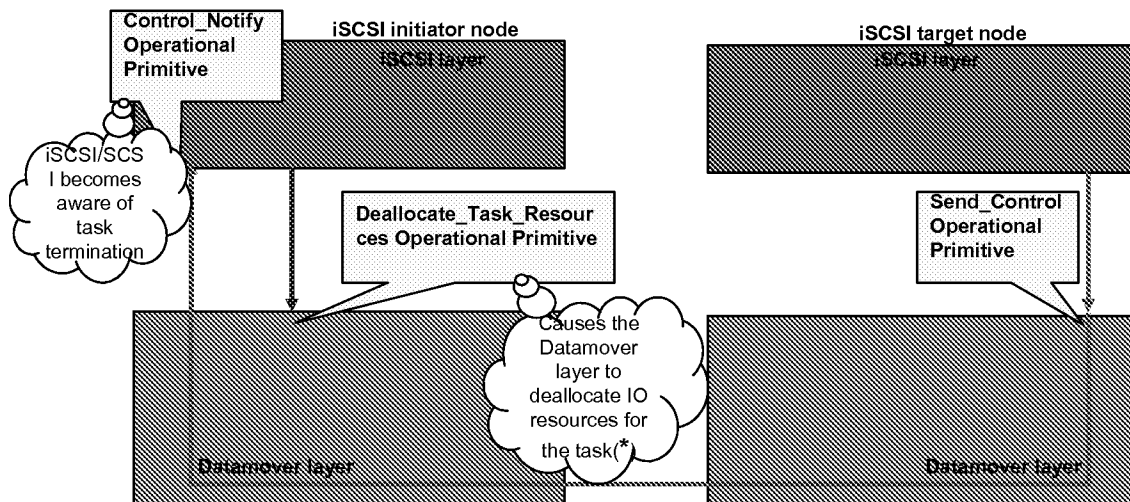 Control_Notify
Operational
Primitive
iSCSI initiator node
iSCSI layer
iSCSI target node
iSCSI layer
iSCSI/SCS
I becomes
aware of
task
termination
Deallocate_Task_Resour
ces Operational Primitive
Send_Control
Operational
Primitive
Causes the
Datamover
layer to
deallocate IO
resources for
the task(*)
Datamover layer
Datamover layer